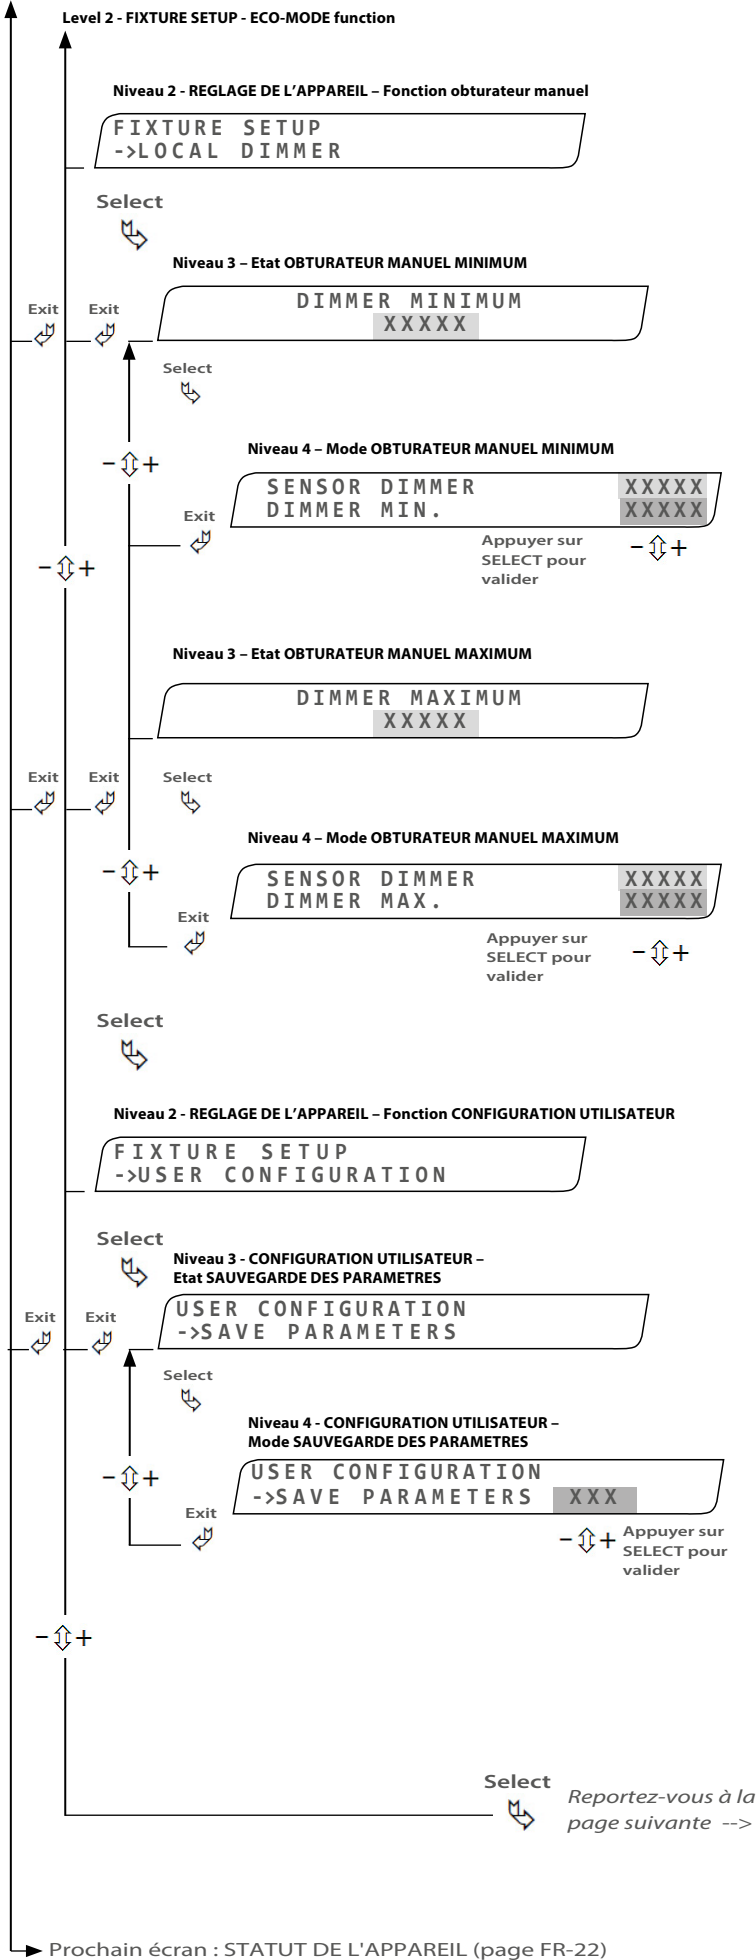 Level 2 - FIXTURE SETUP - ECO-MODE function
Niveau 2 - REGLAGE DE L'APPAREIL – Fonction obturateur manuel
FIXTURE SETUP
->LOCAL DIMMER
Select
Niveau 3 – Etat OBTURATEUR MANUEL MINIMUM
Exit Exit
DIMMER MINIMUM
XXXXX
Select
Niveau 4 – Mode OBTURATEUR MANUEL MINIMUM
- +
SENSOR DIMMER XXXXX
DIMMER MIN. XXXXX
Exit
Appuyer sur
SELECT pour
valider
- +
- +
Niveau 3 – Etat OBTURATEUR MANUEL MAXIMUM
DIMMER MAXIMUM
XXXXX
Exit Exit Select
Niveau 4 – Mode OBTURATEUR MANUEL MAXIMUM
- +
SENSOR DIMMER XXXXX
DIMMER MAX. XXXXX
Exit
Appuyer sur
SELECT pour
valider
- +
Select
Niveau 2 - REGLAGE DE L'APPAREIL – Fonction CONFIGURATION UTILISATEUR
FIXTURE SETUP
->USER CONFIGURATION
Select
Niveau 3 - CONFIGURATION UTILISATEUR –
Etat SAUVEGARDE DES PARAMETRES
Exit Exit
USER CONFIGURATION
->SAVE PARAMETERS
Select
Niveau 4 - CONFIGURATION UTILISATEUR –
Mode SAUVEGARDE DES PARAMETRES
- +
USER CONFIGURATION
->SAVE PARAMETERS XXX
Exit
- +
Appuyer sur
SELECT pour
valider
- +
Select
Reportez-vous à la
page suivante -->
Prochain écran : STATUT DE L'APPAREIL (page FR-22)